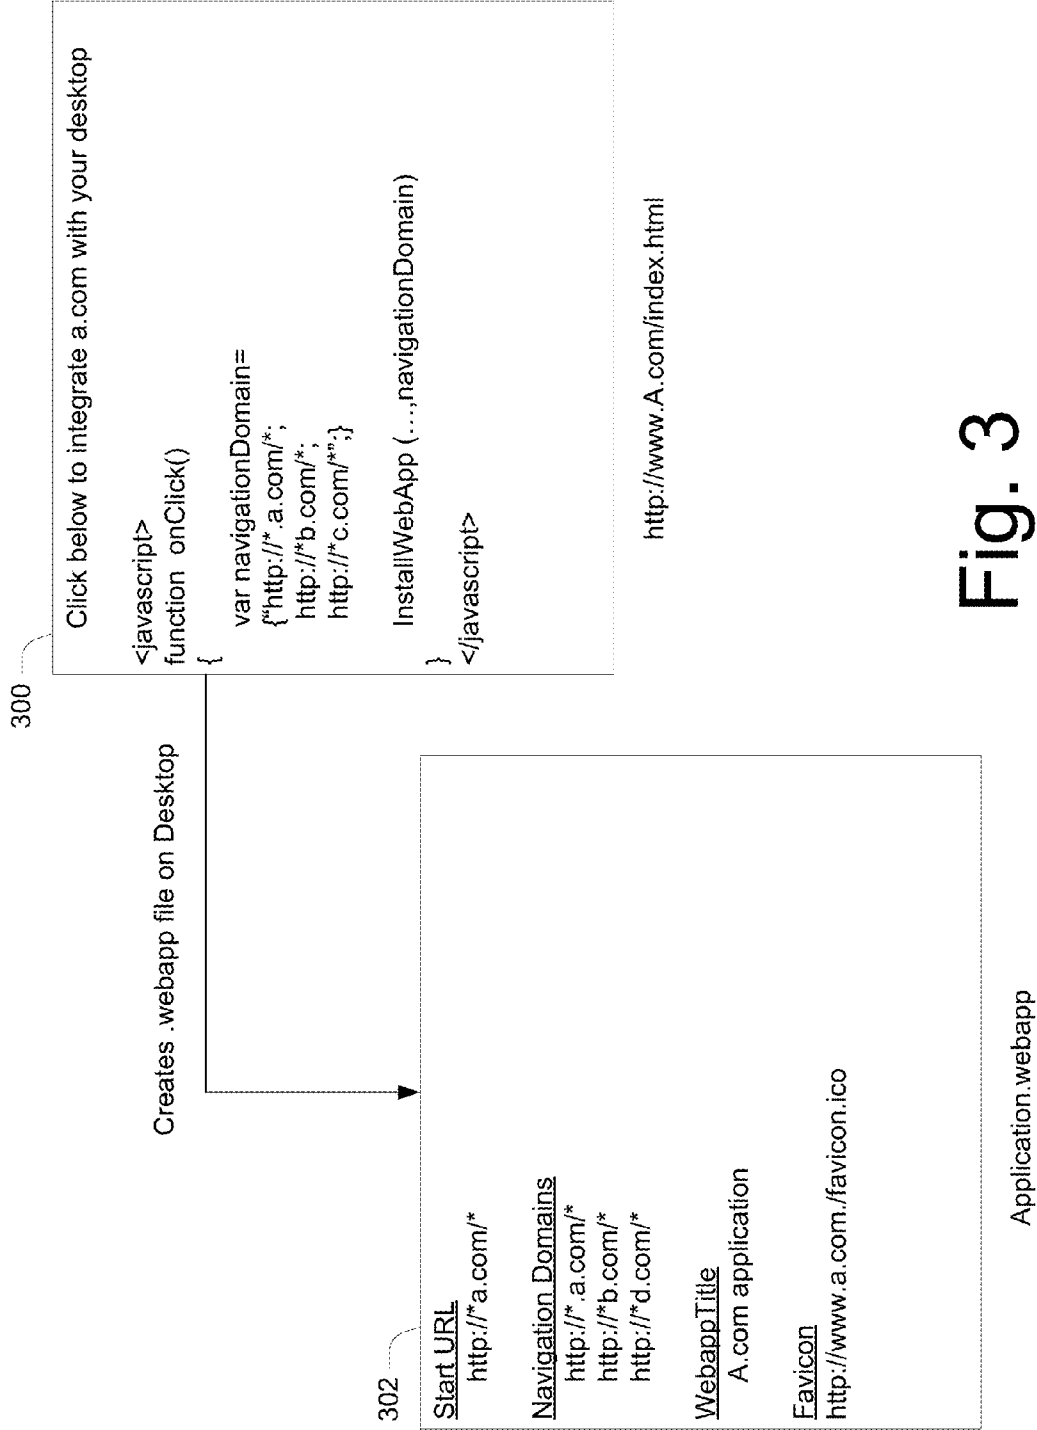 300
Click below to integrate a.com with your desktop
<javascript>
function onClick()
{
var navigationDomain=
{“http://*.a.com/*;
http://*b.com/*;
http://*c.com/*”;}
InstallWebApp (…,navigationDomain)
}
</javascript>
http://www.A.com/index.html
Creates .webapp file on Desktop
302
Start URL
http://*a.com/*
Navigation Domains
http://*.a.com/*
http://*b.com/*
http://*d.com/*
WebappTitle
A.com application
Favicon
http://www.a.com./favicon.ico
Application.webapp
Fig. 3